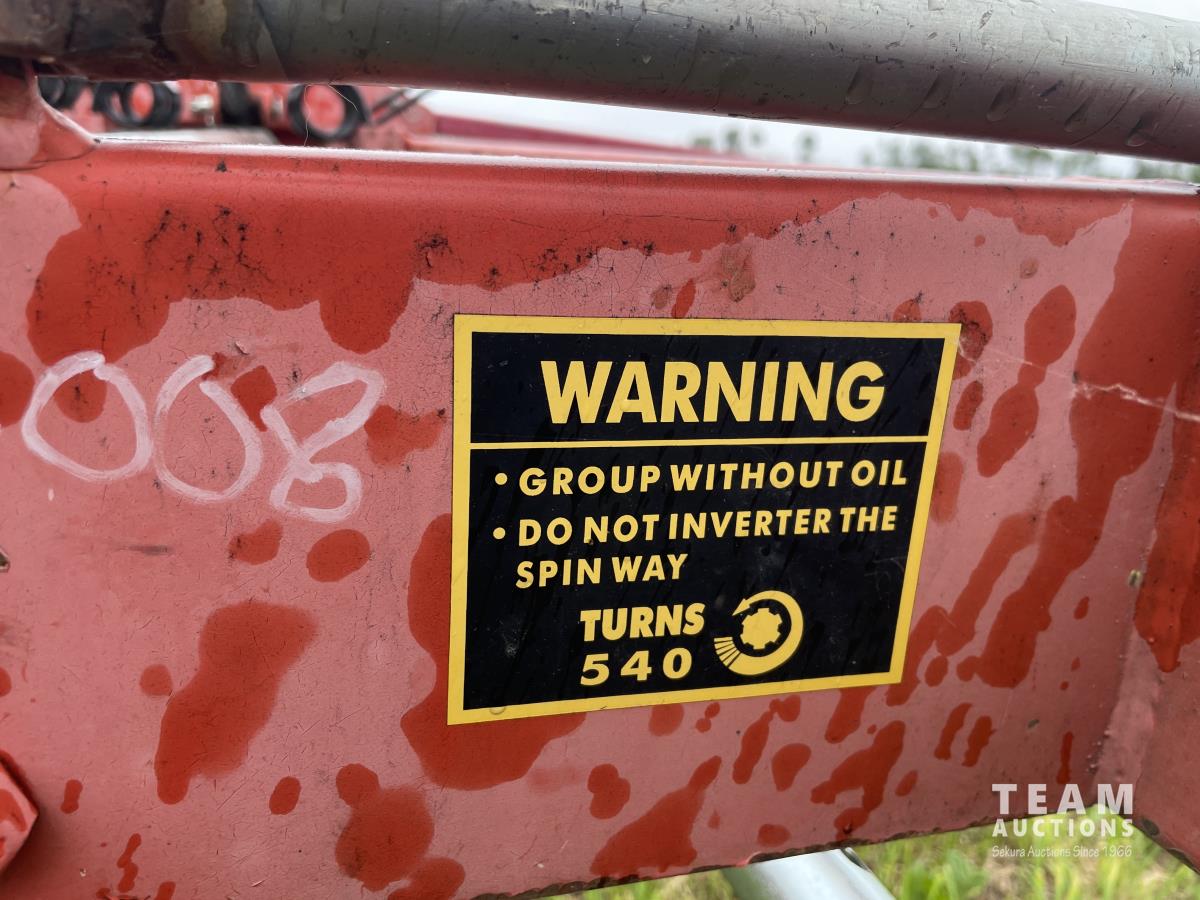 008
WARNING
• GROUP WITHOUT OIL
• DO NOT INVERTER THE
SPIN WAY
TURNS
540
TEAM
AUCTIONS
Sekura Auctions Since 1966